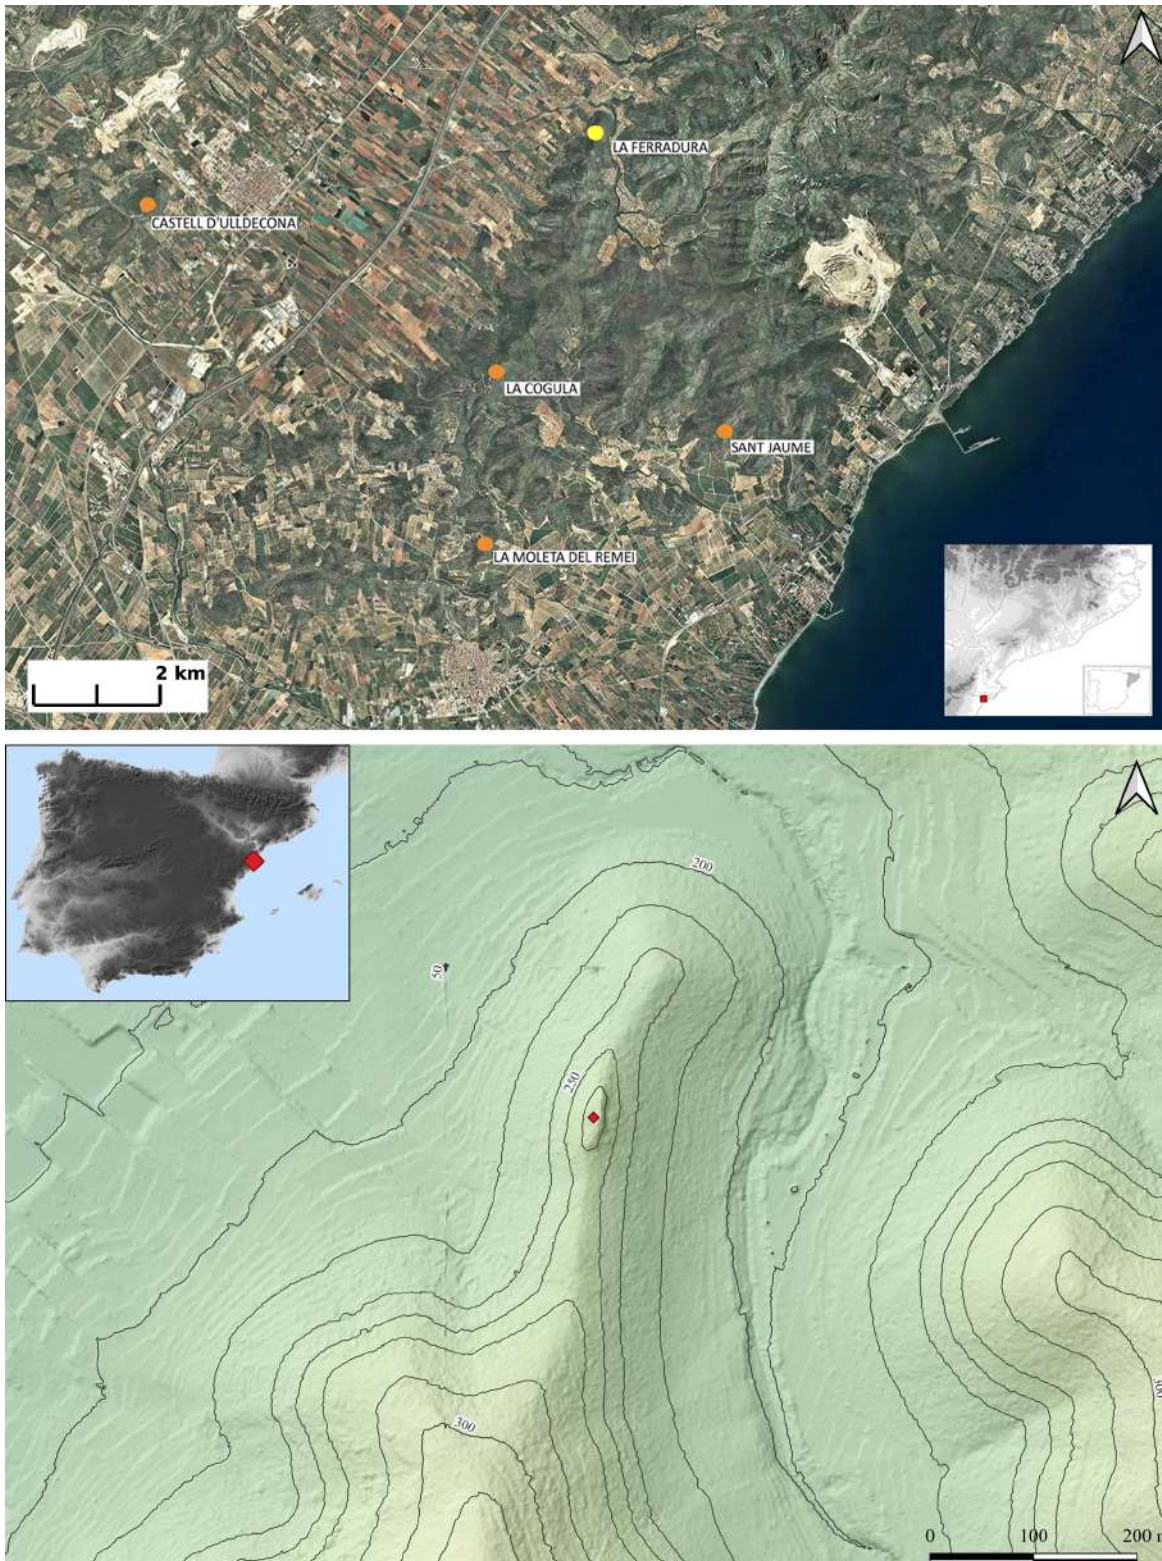 LA FERRADURA
CASTELL D'ULLDECONA
LA COGULA
SANT JAUME
LA MOLETA DEL REMEI
2 km
200
50
250
300
300
0 100 200 m